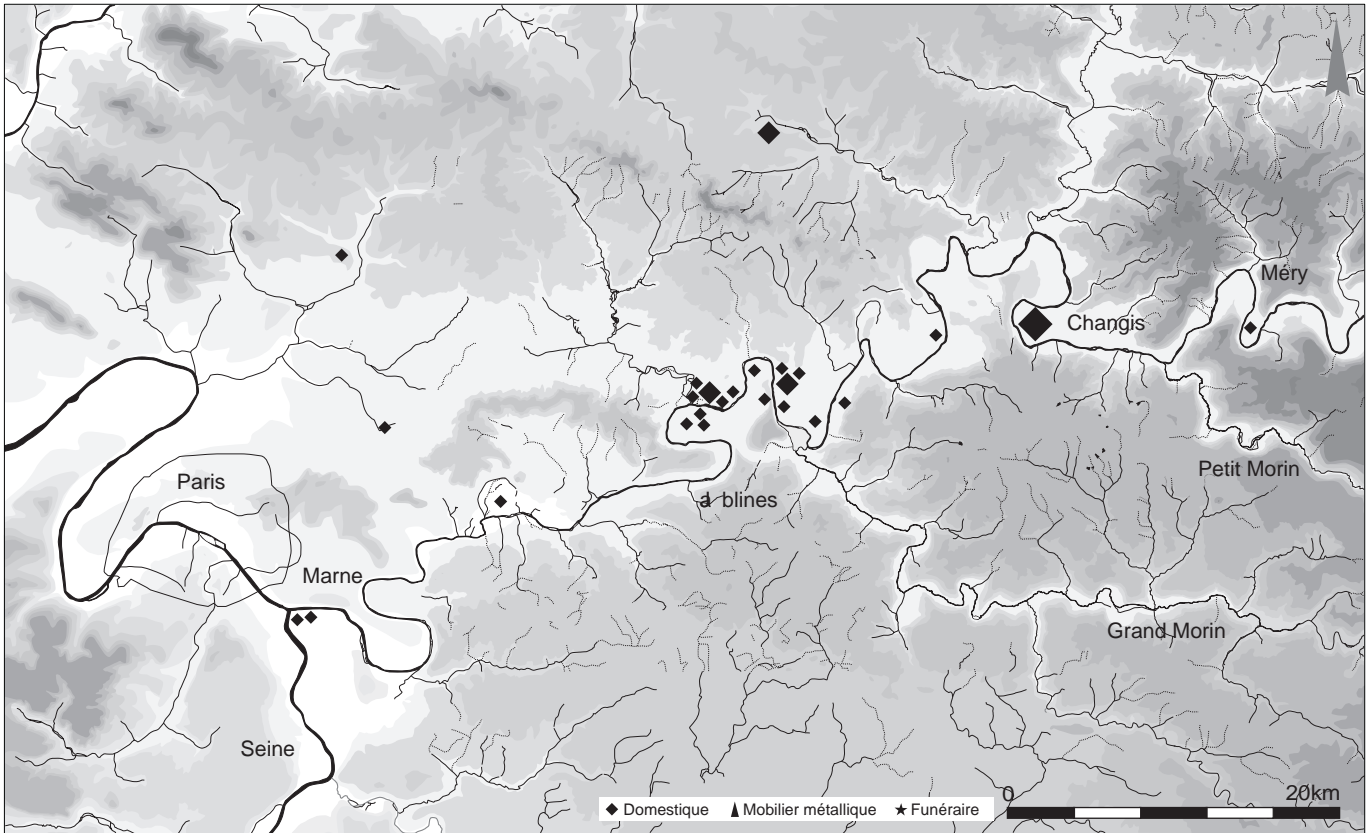 Méry
Changis
Petit Morin
Paris
blines
Marne
Grand Morin
Seine
0 20km
Domestique Mobilier métallique Funéraire